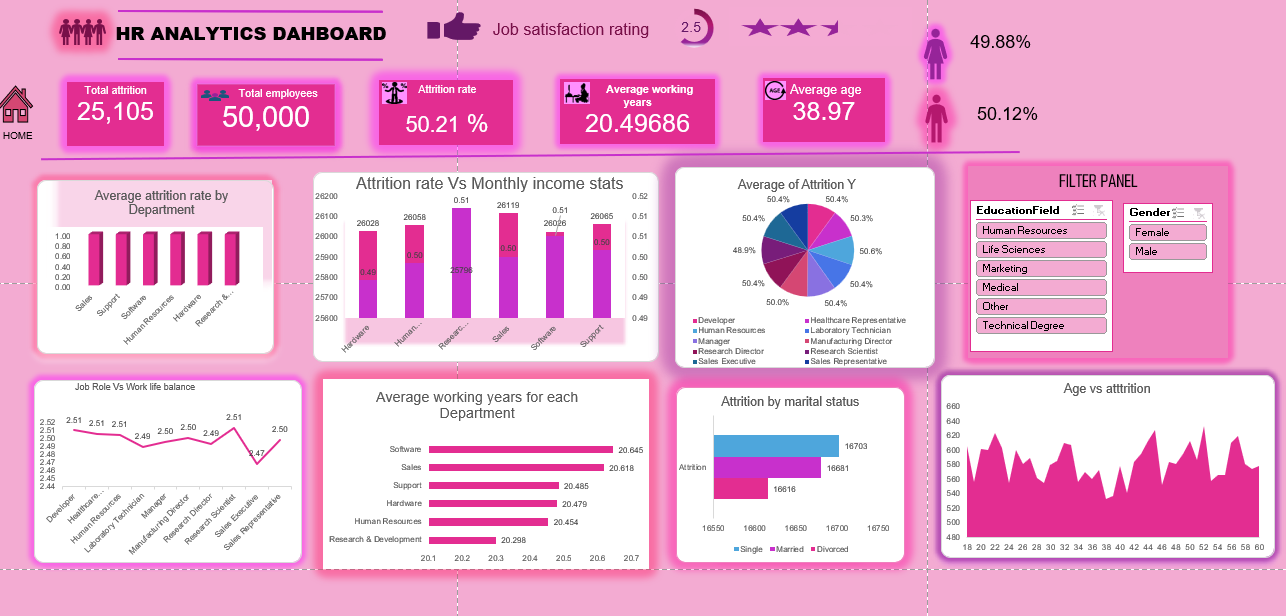 HR ANALYTICS DAHBOARD
Job satisfaction rating
2.5
49.88%
50.12%
HOME
Total attrition
25,105
Total employees
50,000
Attrition rate
50.21 %
Average working
years
20.49686
AGE
Average age
38.97
Average attrition rate by
Department
1.00
0.80
0.60
0.40
0.20
0.00
Sales
Support
Software
Human Resources
Hardware
Research &...
Attrition rate Vs Monthly income stats
26200
26100
26000
25900
25800
25700
25600
0.52
0.51
0.51
0.50
0.50
0.49
0.49
26028
26058
0.51
26119
0.51
26026
26065
0.49
0.50
25796
0.50
0.50
Hardware
Human...
Researc...
Sales
Software
Support
Average of Attrition Y
50.4%
50.4%
50.4%
50.3%
50.4%
50.6%
48.9%
50.4%
50.4%
50.0%
50.4%
Developer
Healthcare Representative
Human Resources
Laboratory Technician
Manager
Manufacturing Director
Research Director
Research Scientist
Sales Executive
Sales Representative
FILTER PANEL
EducationField
Human Resources
Life Sciences
Marketing
Medical
Other
Technical Degree
Gender
Female
Male
Job Role Vs Work life balance
2.52
2.51
2.50
2.49
2.48
2.47
2.46
2.45
2.44
2.51
2.51
2.51
2.49
2.50
2.50
2.49
2.51
2.47
2.50
Developer
Healthcare...
Human Resources
Laboratory Technician
Manager
Manufacturing Director
Research Director
Research Scientist
Sales Executive
Sales Representative
Average working years for each
Department
Software 20.645
Sales 20.618
Support 20.485
Hardware 20.479
Human Resources 20.454
Research & Development 20.298
20.1 20.2 20.3 20.4 20.5 20.6 20.7
Attrition by marital status
Attrition
16703
16681
16616
16550 16600 16650 16700 16750
Single Married Divorced
Age vs atttrition
660
640
620
600
580
560
540
520
500
480
18 20 22 24 26 28 30 32 34 36 38 40 42 44 46 48 50 52 54 56 58 60